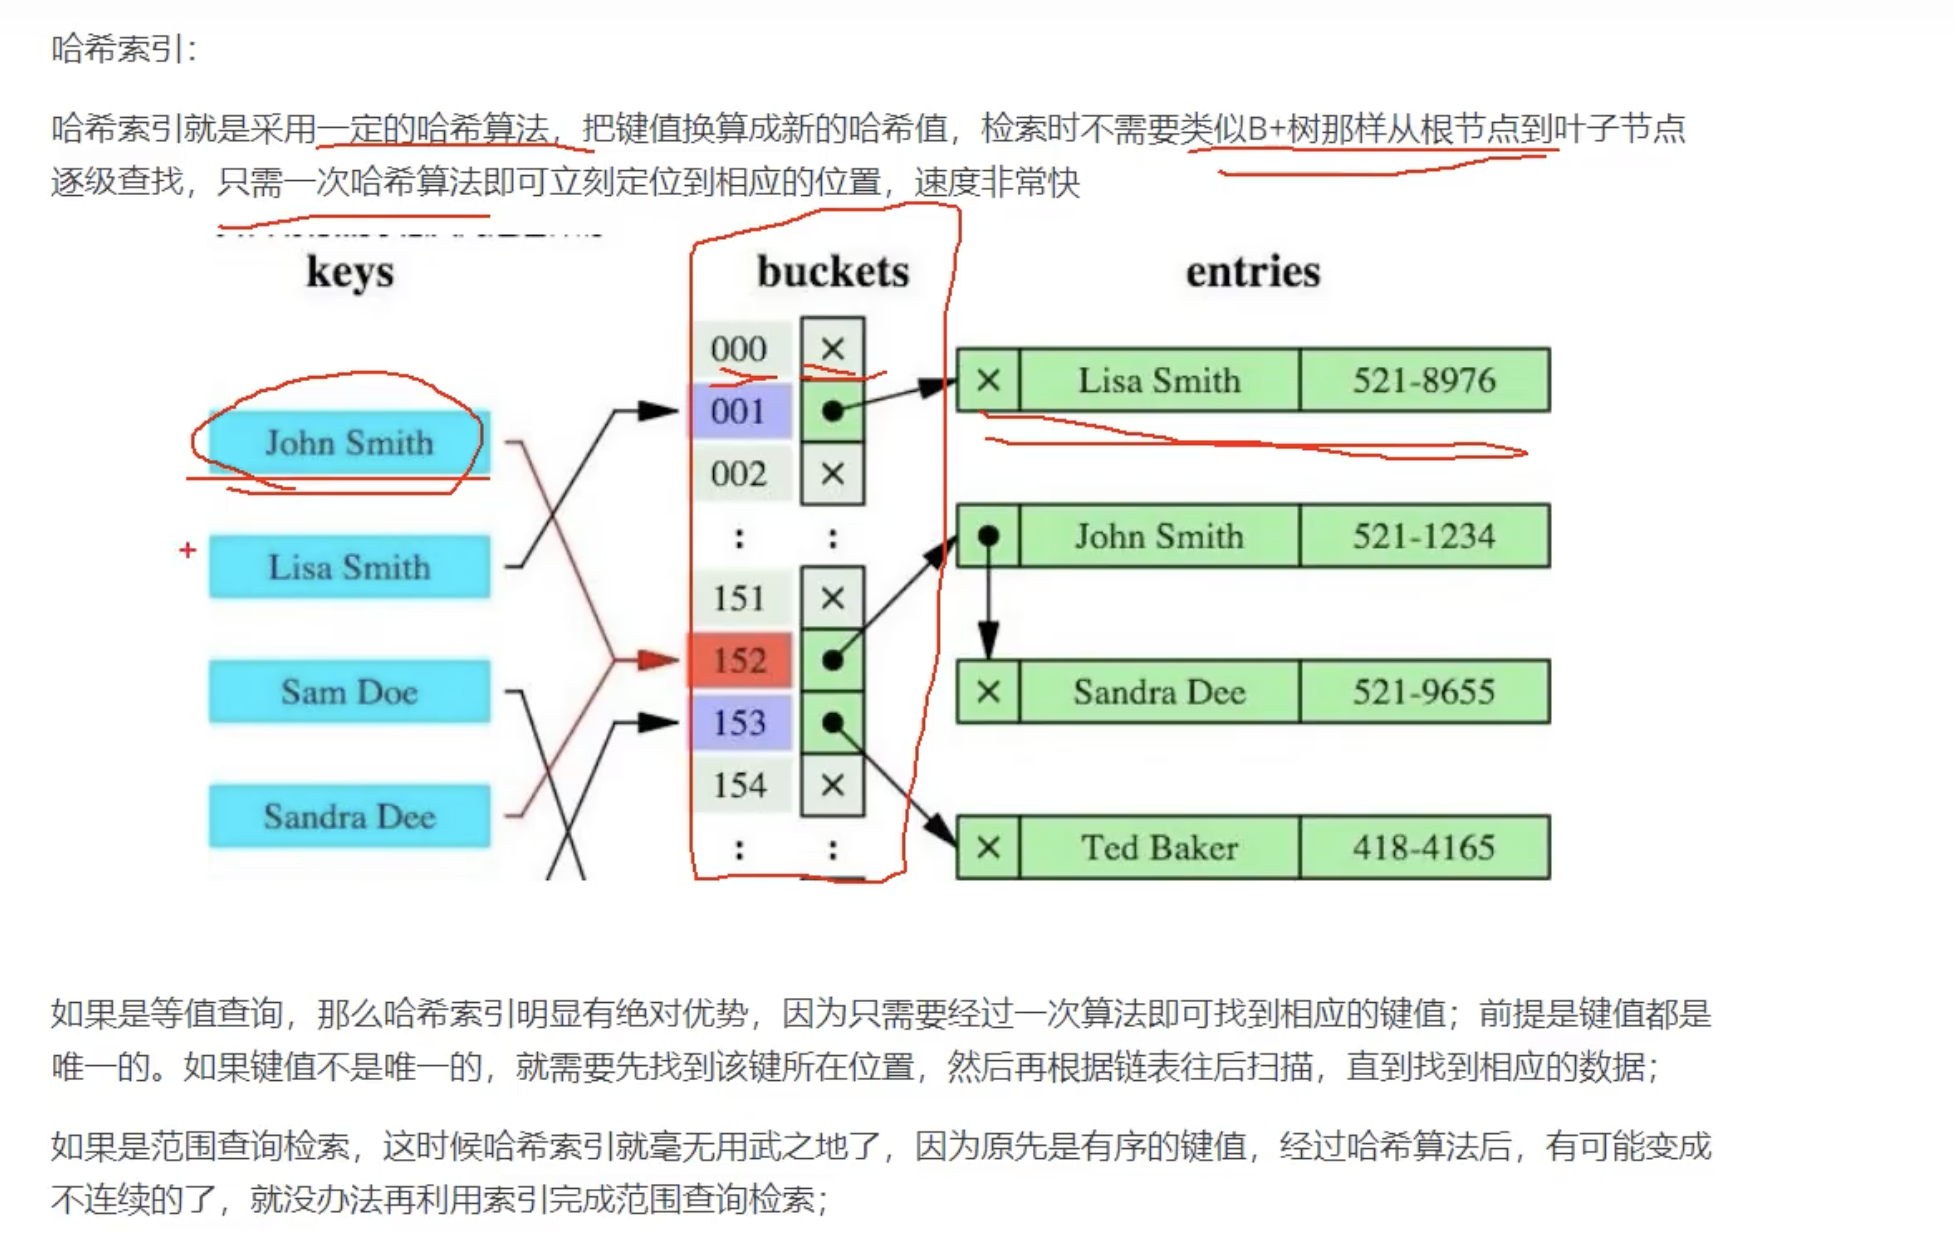 哈希索引：
哈希索引就是采用一定的哈希算法，把键值换算成新的哈希值，检索时不需要类似B+树那样从根节点到叶子节点
逐级查找，只需一次哈希算法即可立刻定位到相应的位置，速度非常快
keys buckets entries
000
Lisa Smith 521-8976
001
John Smith
002
John Smith 521-1234
Lisa Smith
151
152
Sam Doe
Sandra Dee 521-9655
153
154
Sandra Dee
Ted Baker 418-4165
如果是等值查询，那么哈希索引明显有绝对优势，因为只需要经过一次算法即可找到相应的键值；前提是键值都是
唯一的。如果键值不是唯一的，就需要先找到该键所在位置，然后再根据链表往后扫描，直到找到相应的数据；
如果是范围查询检索，这时候哈希索引就毫无用武之地了，因为原先是有序的键值，经过哈希算法后，有可能变成
不连续的了，就没办法再利用索引完成范围查询检索；